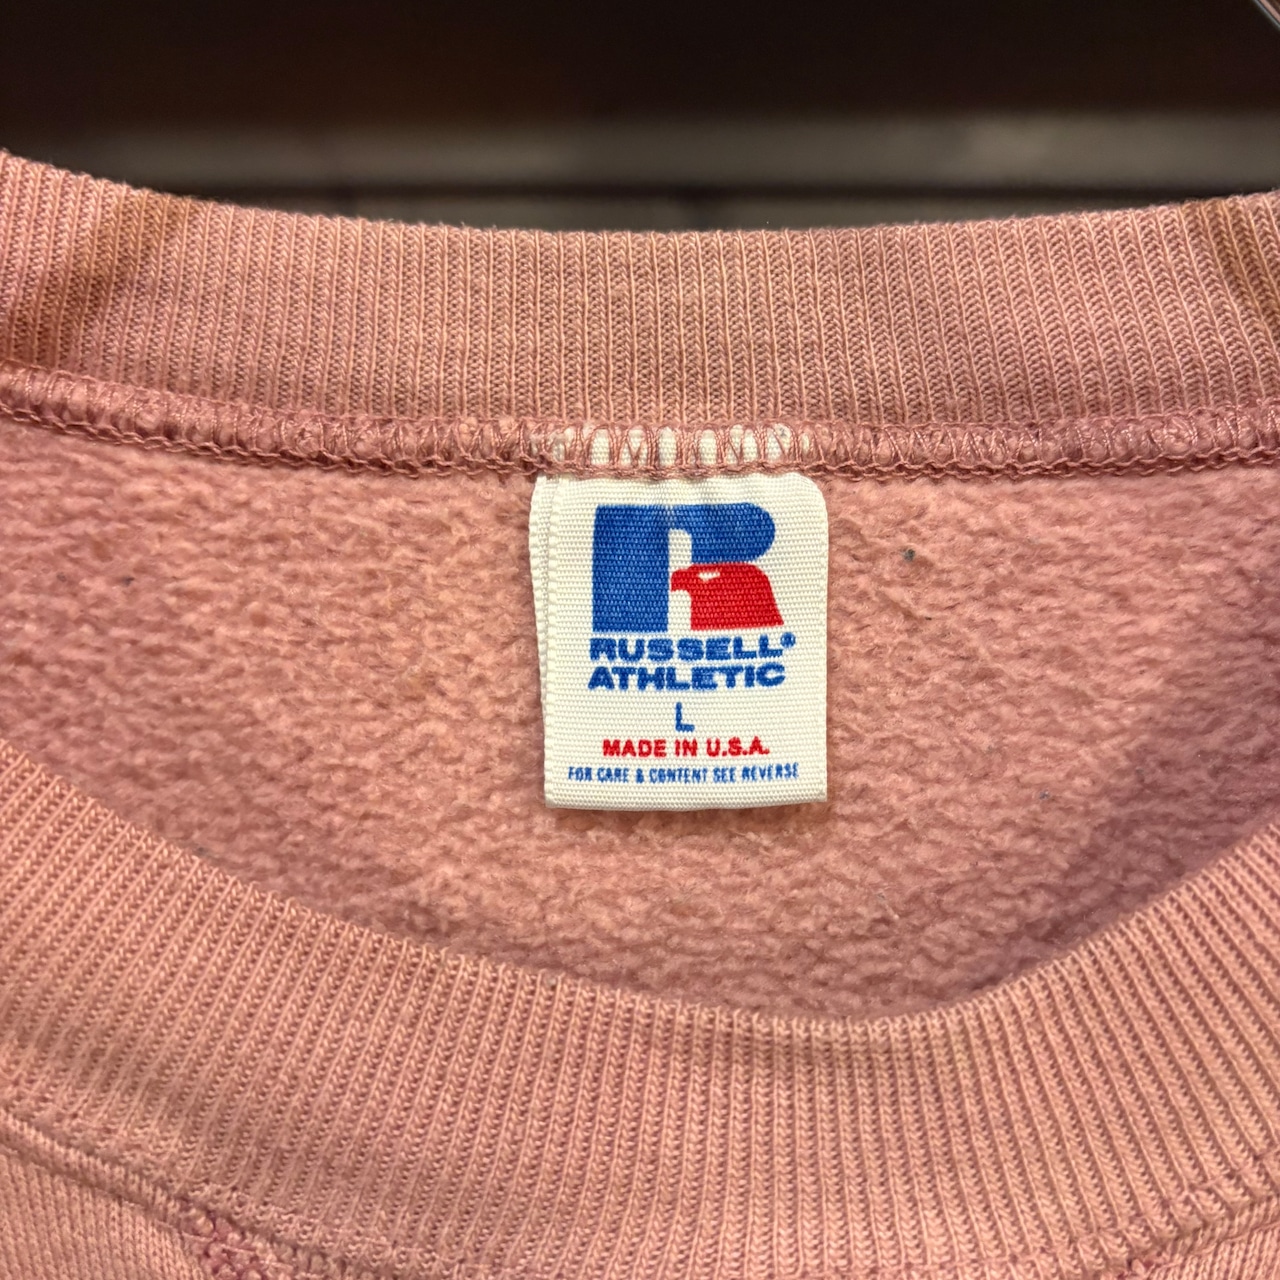 R
RUSSELL®
ATHLETIC
L
MADE IN U.S.A.
FOR CARE & CONTENT SEE REVERSE